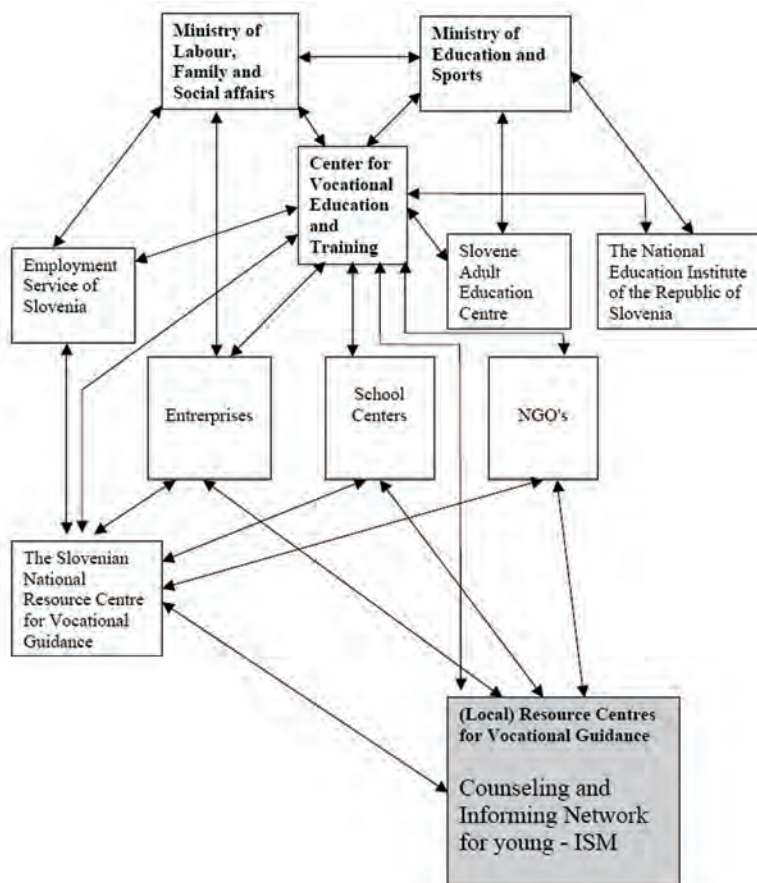 Ministry of
Labour,
Family and
Social affairs
Ministry of
Education and
Sports
Center for
Vocational
Education
and
Training
Employment
Service of
Slovenia
Slovene
Adult
Education
Centre
The National
Education Institute
of the Republic of
Slovenia
Entrerprises
School
Centers
NGO's
The Slovenian
National
Resource Centre
for Vocational
Guidance
(Local) Resource Centres
for Vocational Guidance
Counseling and
Informing Network
for young - ISM